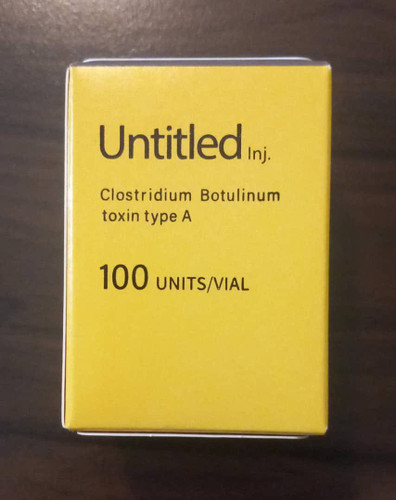 Untitled Inj.
Clostridium Botulinum
toxin type A
100 UNITS/VIAL